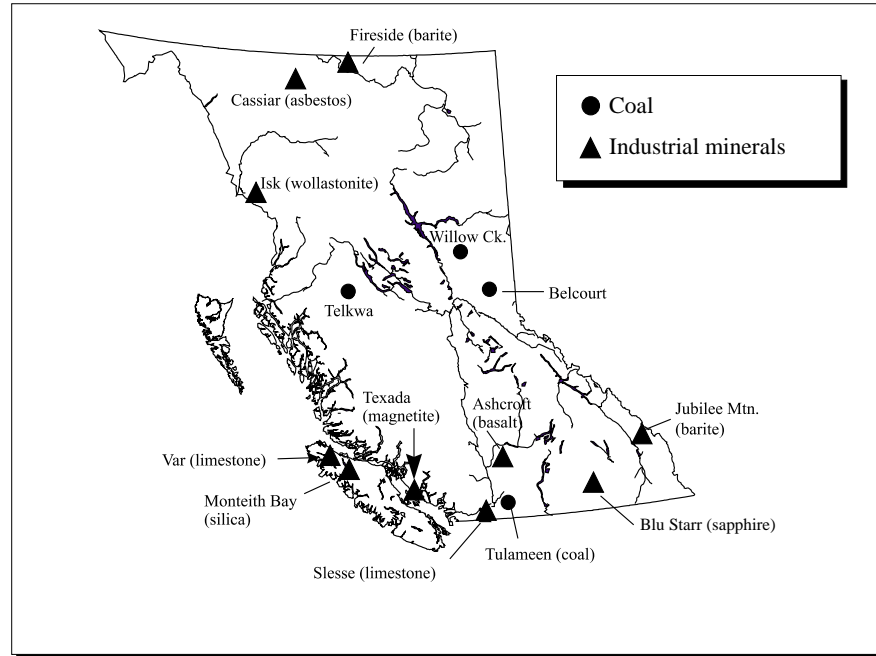 Fireside (barite)
Cassiar (asbestos)
Coal
Industrial minerals
Isk (wollastonite)
Willow Ck.
Belcourt
Telkwa
Texada
(magnetite)
Ashcroft
(basalt)
Jubilee Mtn.
(barite)
Var (limestone)
Monteith Bay
(silica)
Blu Starr (sapphire)
Tulameen (coal)
Slesse (limestone)